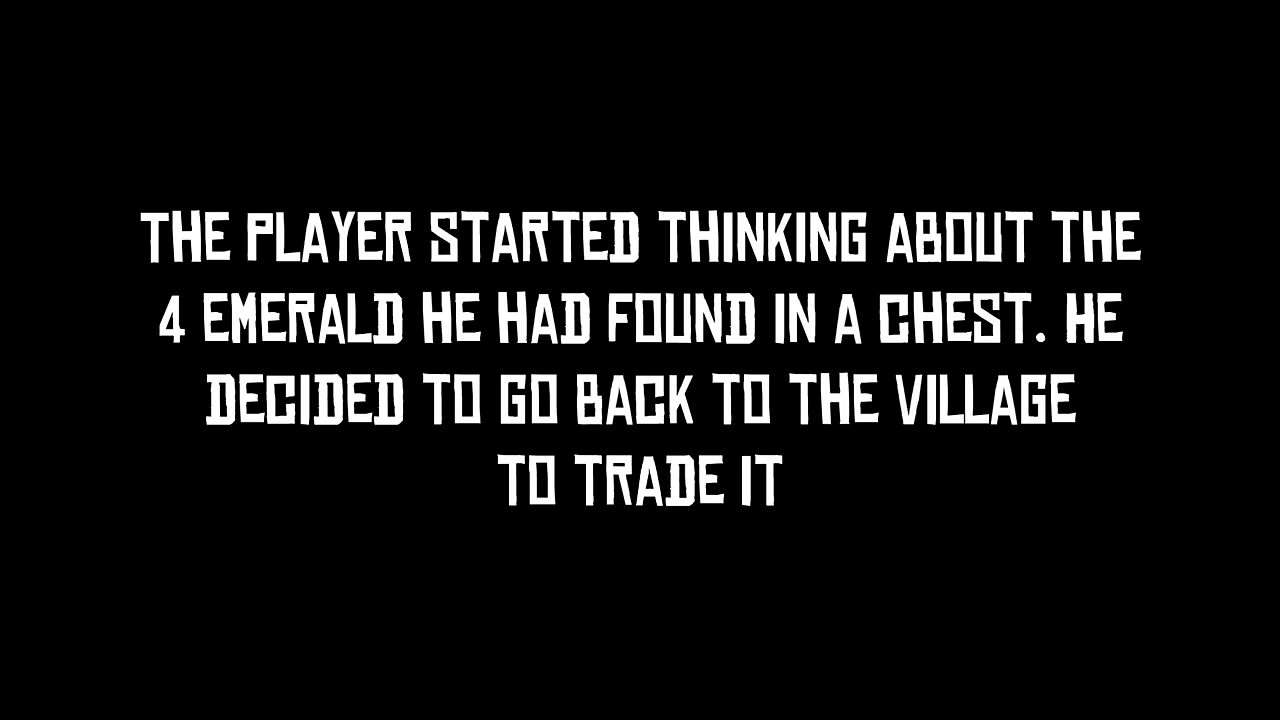 THE PLAYER STARTED THINKING ABOUT THE
4 EMERALD HE HAD FOUND IN A CHEST. HE
DECIDED TO GO BACK TO THE VILLAGE
TO TRADE IT